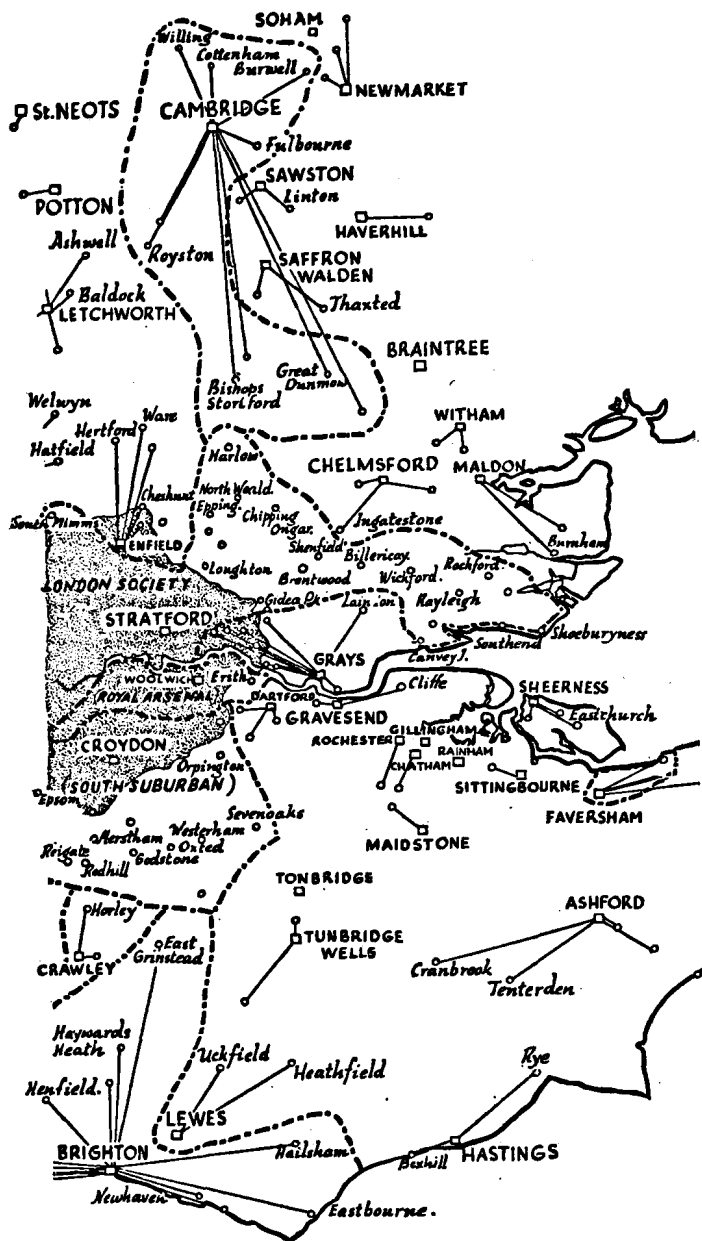 SOHAM
Willing
Cottenham
Burwell
NEWMARKET
St. NEOTS
CAMBRIDGE
Fulbourne
SAWSTON
Linton
POTTON
HAVERHILL
Ashwell
Royston
SAFFRON
WALDEN
Baldock
LETCHWORTH
Thaxted
BRAINTREE
Bishops
Stortford
Great
Dunmow
Welwyn
Hertford
Ware
WITHAM
Hatfield
Harlow
CHELMSFORD
MALDON
Cheshunt
North Weald.
Epping.
Chipping
Ongar.
Ingatestone
South Mimms
ENFIELD
Shenfield
Billericay.
Burnham
Loughton
Brentwood
Wickford.
Rochford.
LONDON SOCIETY
Gidea Pk.
Laindon
Rayleigh
STRATFORD
Southend
Shoeburyness
Canvey I.
GRAYS
WOOLWICH
Erith
Cliffe
ROYAL ARSENAL
DARTFORD
SHEERNESS
GRAVESEND
Eastchurch
GILLINGHAM
ROCHESTER
CROYDON
RAINHAM
CHATHAM
Orpington
(SOUTH SUBURBAN)
SITTINGBOURNE
Epsom
FAVERSHAM
Sevenoaks
Merstham
Westerham
Oxted
MAIDSTONE
Reigate
Godstone
Redhill
TONBRIDGE
Horley
ASHFORD
East
Grinstead
TUNBRIDGE
WELLS
CRAWLEY
Cranbrook
Tenterden
Haywards
Heath
Uckfield
Heathfield
Rye
Henfield.
LEWES
BRIGHTON
Hailsham
Bexhill
HASTINGS
Newhaven
Eastbourne.